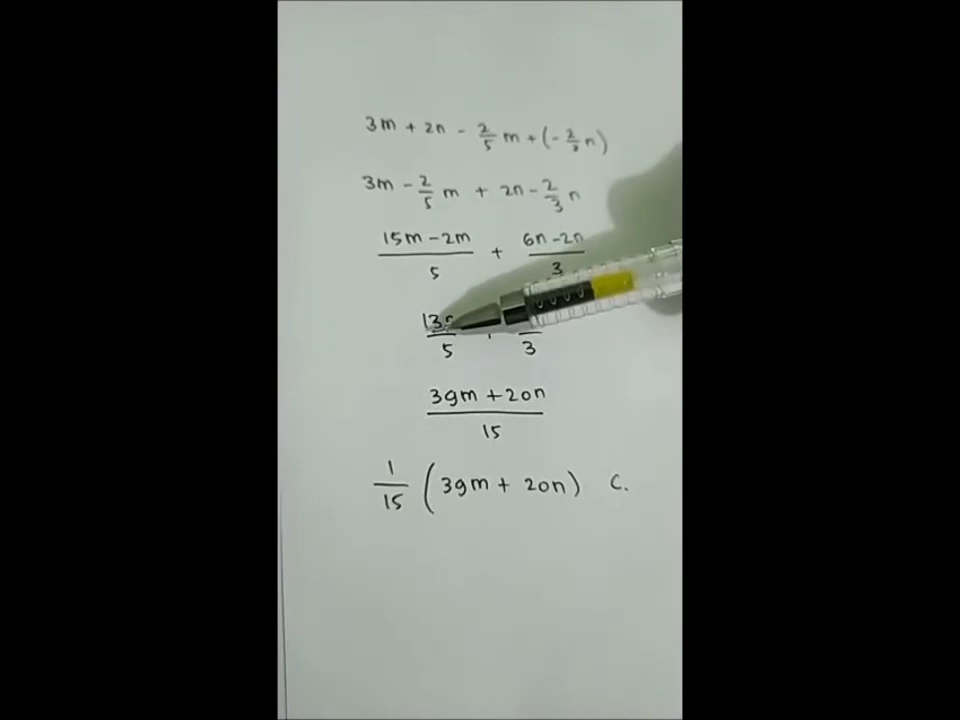 3m + 2n - 2/5 m + (- 2/3 n)
3m - 2/5 m + 2n - 2/3 n
15m - 2m / 5 + 6n - 2n / 3
13 / 5 + / 3
39m + 20n / 15
1/15 (39m + 20n) C.